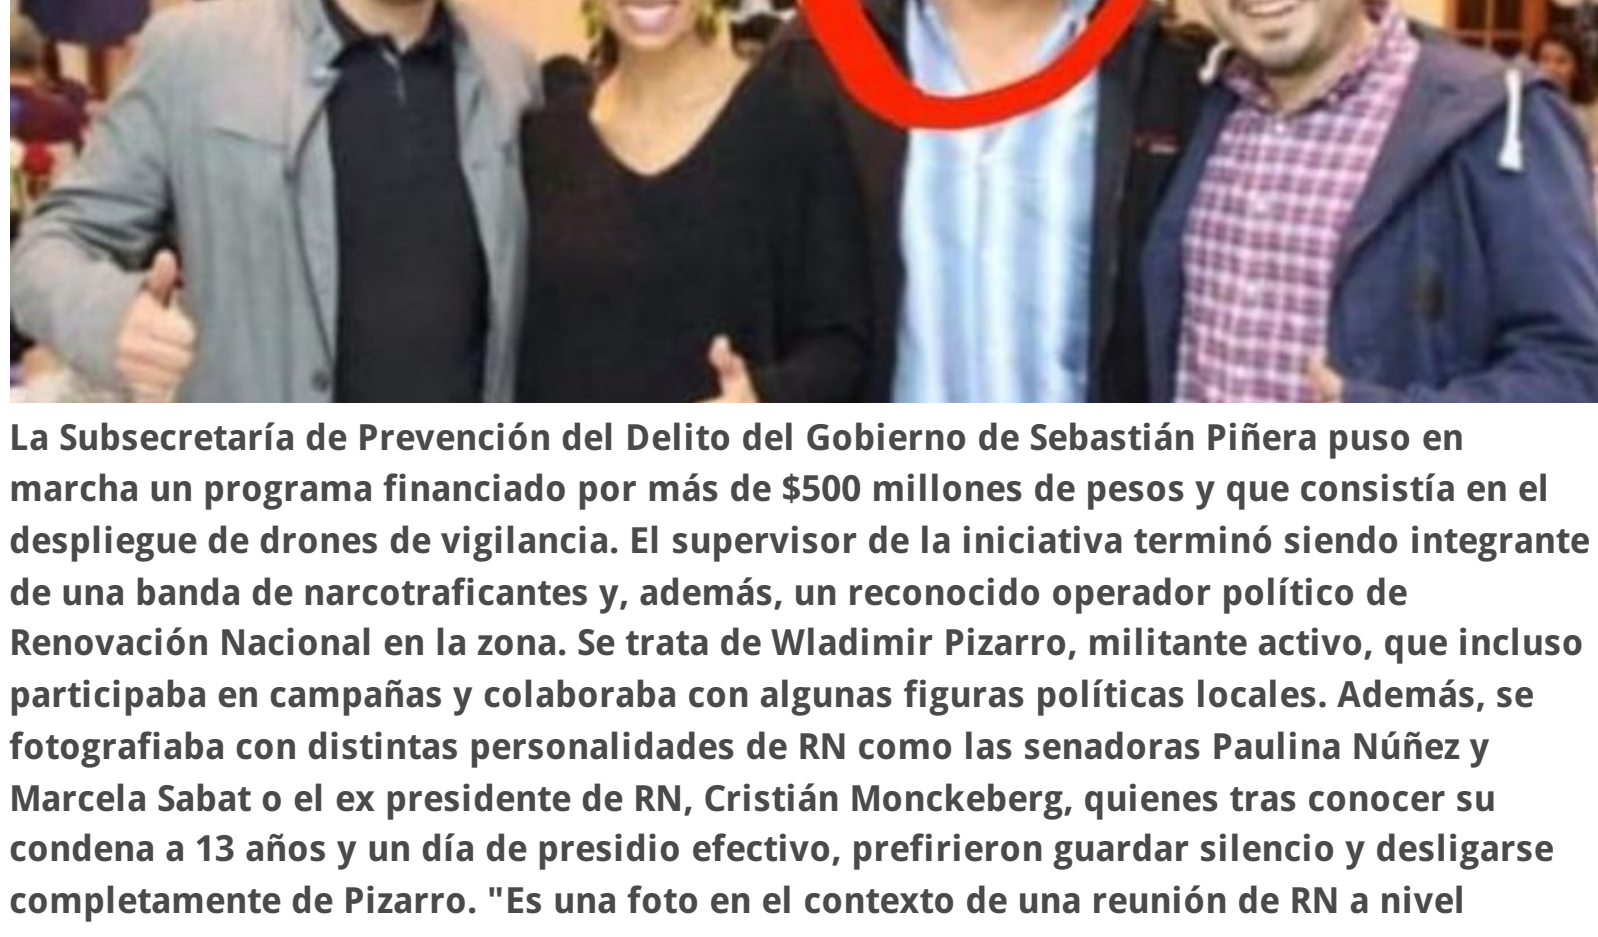 La Subsecretaría de Prevención del Delito del Gobierno de Sebastián Piñera puso en
marcha un programa financiado por más de $500 millones de pesos y que consistía en el
despliegue de drones de vigilancia. El supervisor de la iniciativa terminó siendo integrante
de una banda de narcotraficantes y, además, un reconocido operador político de
Renovación Nacional en la zona. Se trata de Wladimir Pizarro, militante activo, que incluso
participaba en campañas y colaboraba con algunas figuras políticas locales. Además, se
fotografiaba con distintas personalidades de RN como las senadoras Paulina Núñez y
Marcela Sabat o el ex presidente de RN, Cristián Monckeberg, quienes tras conocer su
condena a 13 años y un día de presidio efectivo, prefirieron guardar silencio y desligarse
completamente de Pizarro. "Es una foto en el contexto de una reunión de RN a nivel